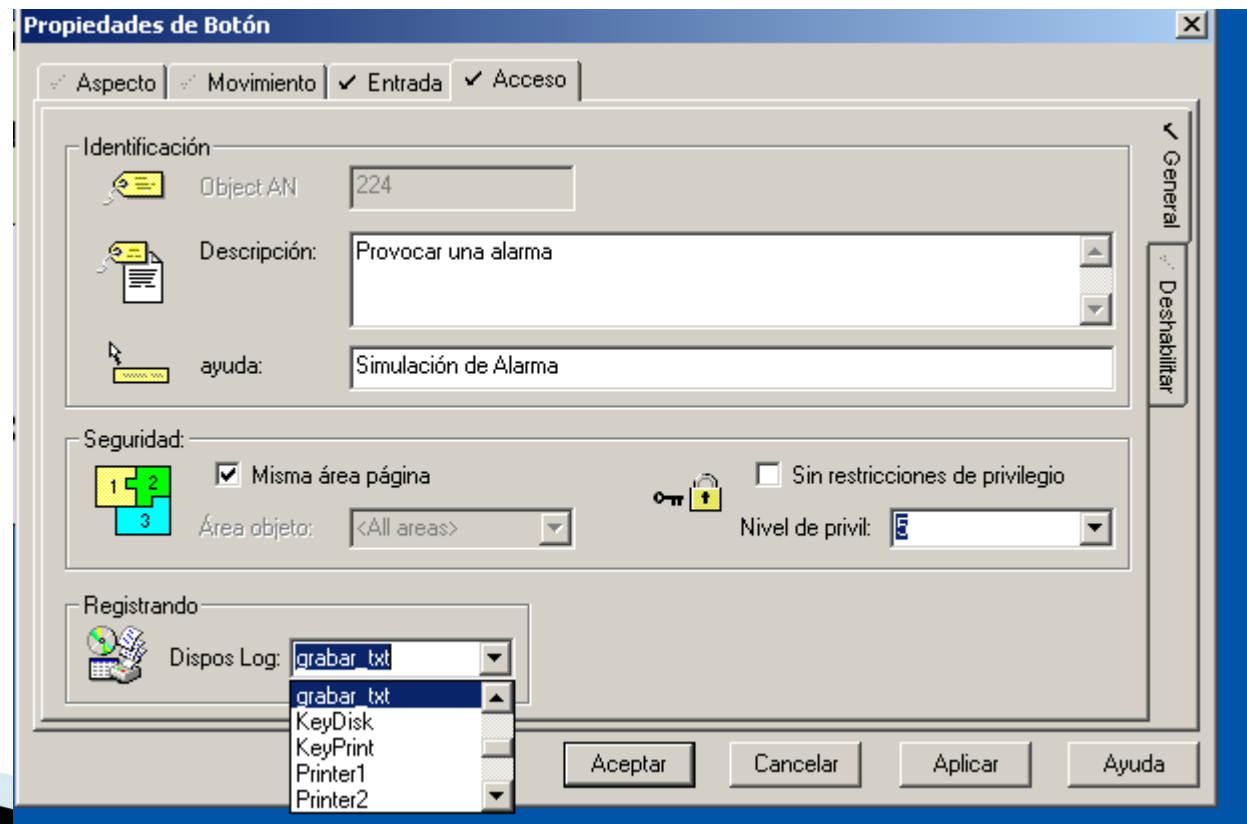 Propiedades de Botón
Aspecto Movimiento Entrada Acceso
General
Deshabilitar
Identificación
Object AN 224
Descripción: Provocar una alarma
ayuda: Simulación de Alarma
Seguridad:
1 2
3
Misma área página
Sin restricciones de privilegio
Área objeto: <All areas>
Nivel de privil: 5
Registrando
Dispos Log: grabar_txt
grabar_txt
KeyDisk
KeyPrint
Printer1
Printer2
Aceptar Cancelar Aplicar Ayuda